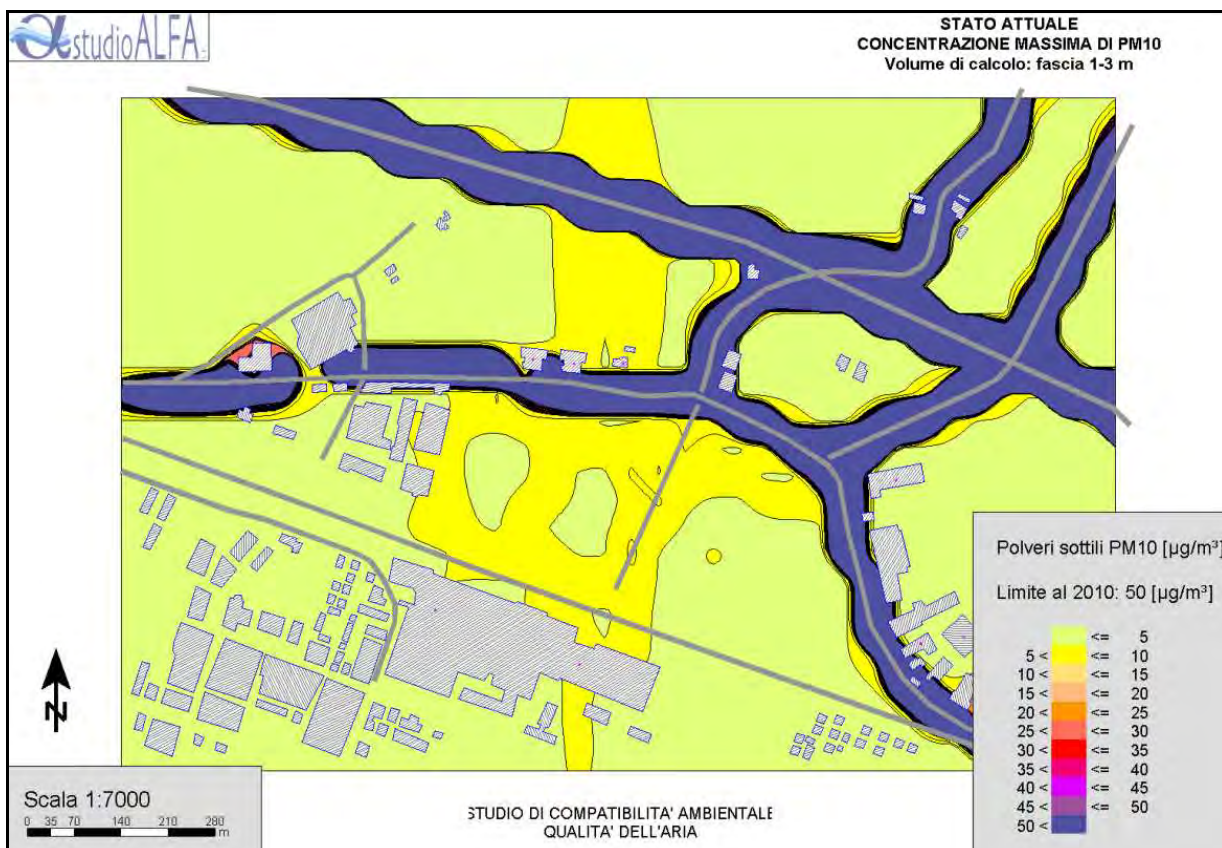 αstudioALFA
STATO ATTUALE
CONCENTRAZIONE MASSIMA DI PM10
Volume di calcolo: fascia 1-3 m
Polveri sottili PM10 [µg/m³]
Limite al 2010: 50 [µg/m³]
<= 5
5 < <= 10
10 < <= 15
15 < <= 20
20 < <= 25
25 < <= 30
30 < <= 35
35 < <= 40
40 < <= 45
45 < <= 50
50 <
N
Scala 1:7000
0 35 70 140 210 280
m
STUDIO DI COMPATIBILITA' AMBIENTALE
QUALITA' DELL'ARIA